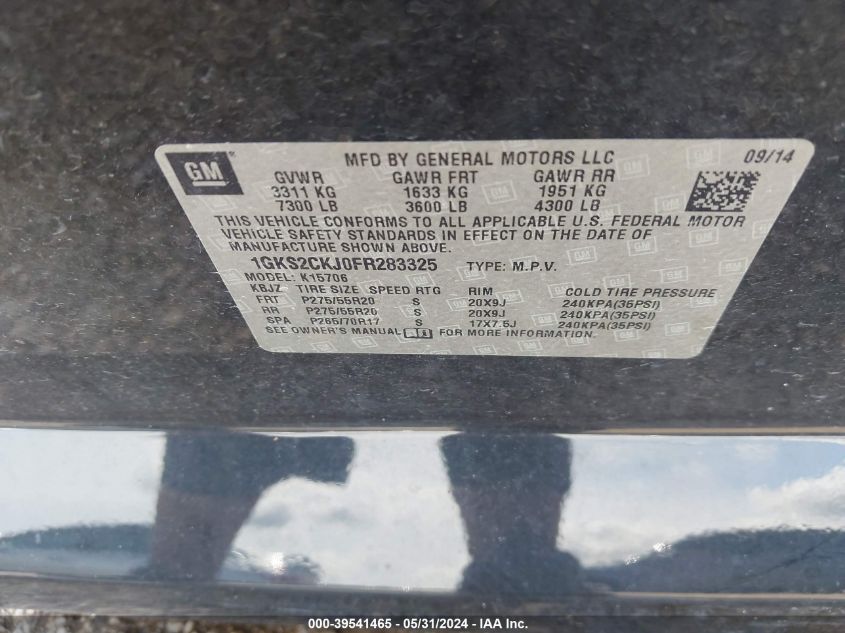 GM
MFD BY GENERAL MOTORS LLC 09/14
GVWR GAWR FRT GAWR RR
3311 KG 1633 KG 1951 KG
7300 LB 3600 LB 4300 LB
THIS VEHICLE CONFORMS TO ALL APPLICABLE U.S. FEDERAL MOTOR
VEHICLE SAFETY STANDARDS IN EFFECT ON THE DATE OF
MANUFACTURE SHOWN ABOVE.
1GKS2CKJ0FR283325 TYPE: M.P.V.
MODEL: K15706
KBJZ TIRE SIZE SPEED RTG RIM COLD TIRE PRESSURE
FRT P275/55R20 S 20X9J 240KPA(35PSI)
RR P275/55R20 S 20X9J 240KPA(35PSI)
SPA P265/70R17 S 17X7.5J 240KPA(35PSI)
SEE OWNER'S MANUAL FOR MORE INFORMATION.
000-39541465 - 05/31/2024 - IAA Inc.